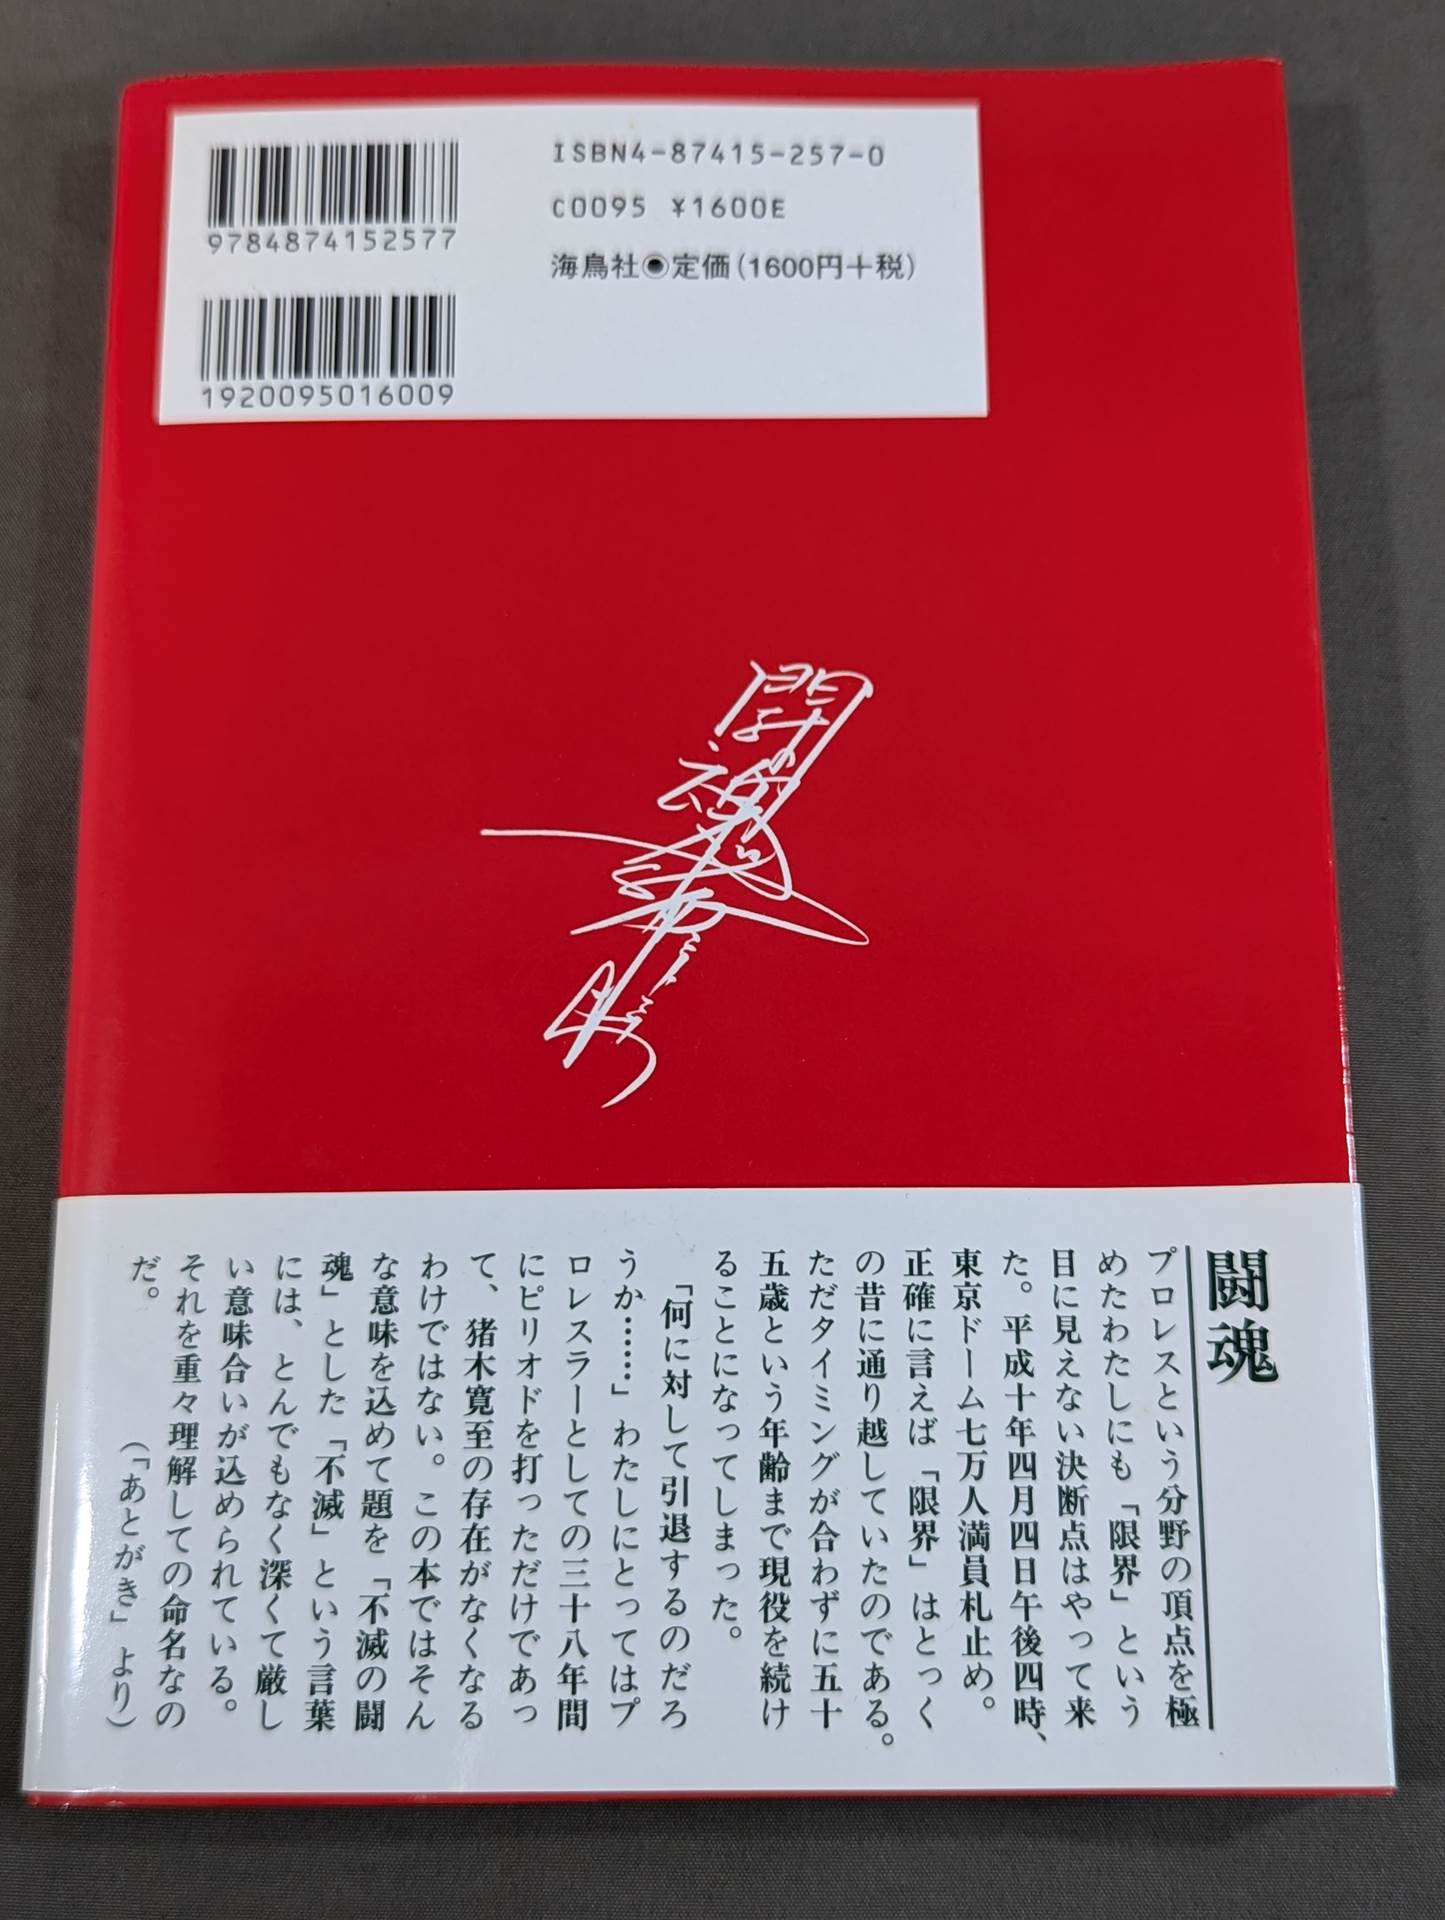 9784874152577
1920095016009
ISBN4-87415-257-0
C0095 ¥1600E
海鳥社◉定価(1600円＋税)
闘魂
闘魂
プロレスという分野の頂点を極
めたわたしにも「限界」という
目に見えない決断点はやって来
た。平成十年四月四日午後四時、
東京ドーム七万人満員札止め。
正確に言えば「限界」はとっく
の昔に通り越していたのである。
ただタイミングが合わずに五十
五歳という年齢まで現役を続け
ることになってしまった。
「何に対して引退するのだろ
うか……」わたしにとってはプ
ロレスラーとしての三十八年間
にピリオドを打っただけであっ
て、猪木寛至の存在がなくなる
わけではない。この本ではそん
な意味を込めて題を「不滅の闘
魂」とした「不滅」という言葉
には、とんでもなく深くて厳し
い意味合いが込められている。
それを重々理解しての命名なの
だ。
(「あとがき」より)